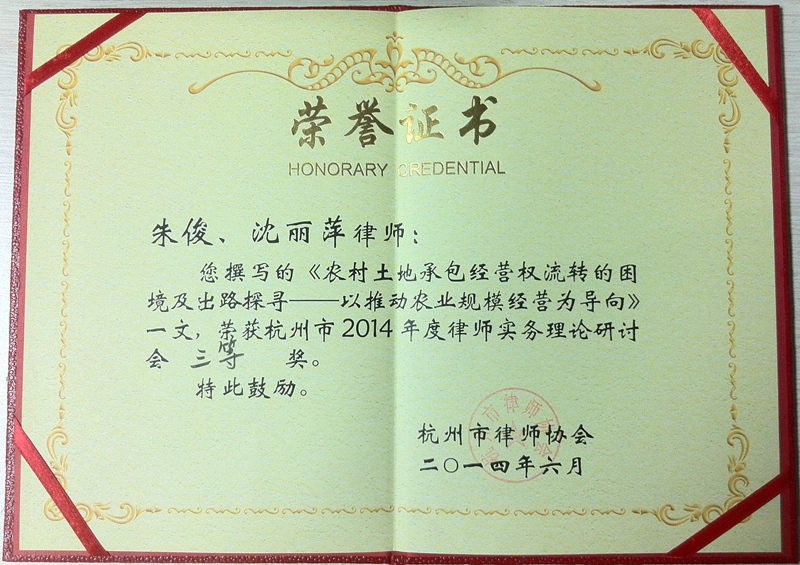 荣誉证书
HONORARY CREDENTIAL
朱俊、沈丽萍律师：
您撰写的《农村土地承包经营权流转的困
境及出路探寻——以推动农业规模经营为导向》
一文，荣获杭州市2014年度律师实务理论研讨
会 三等 奖。
特此鼓励。
杭州市律师协会
二〇一四年六月